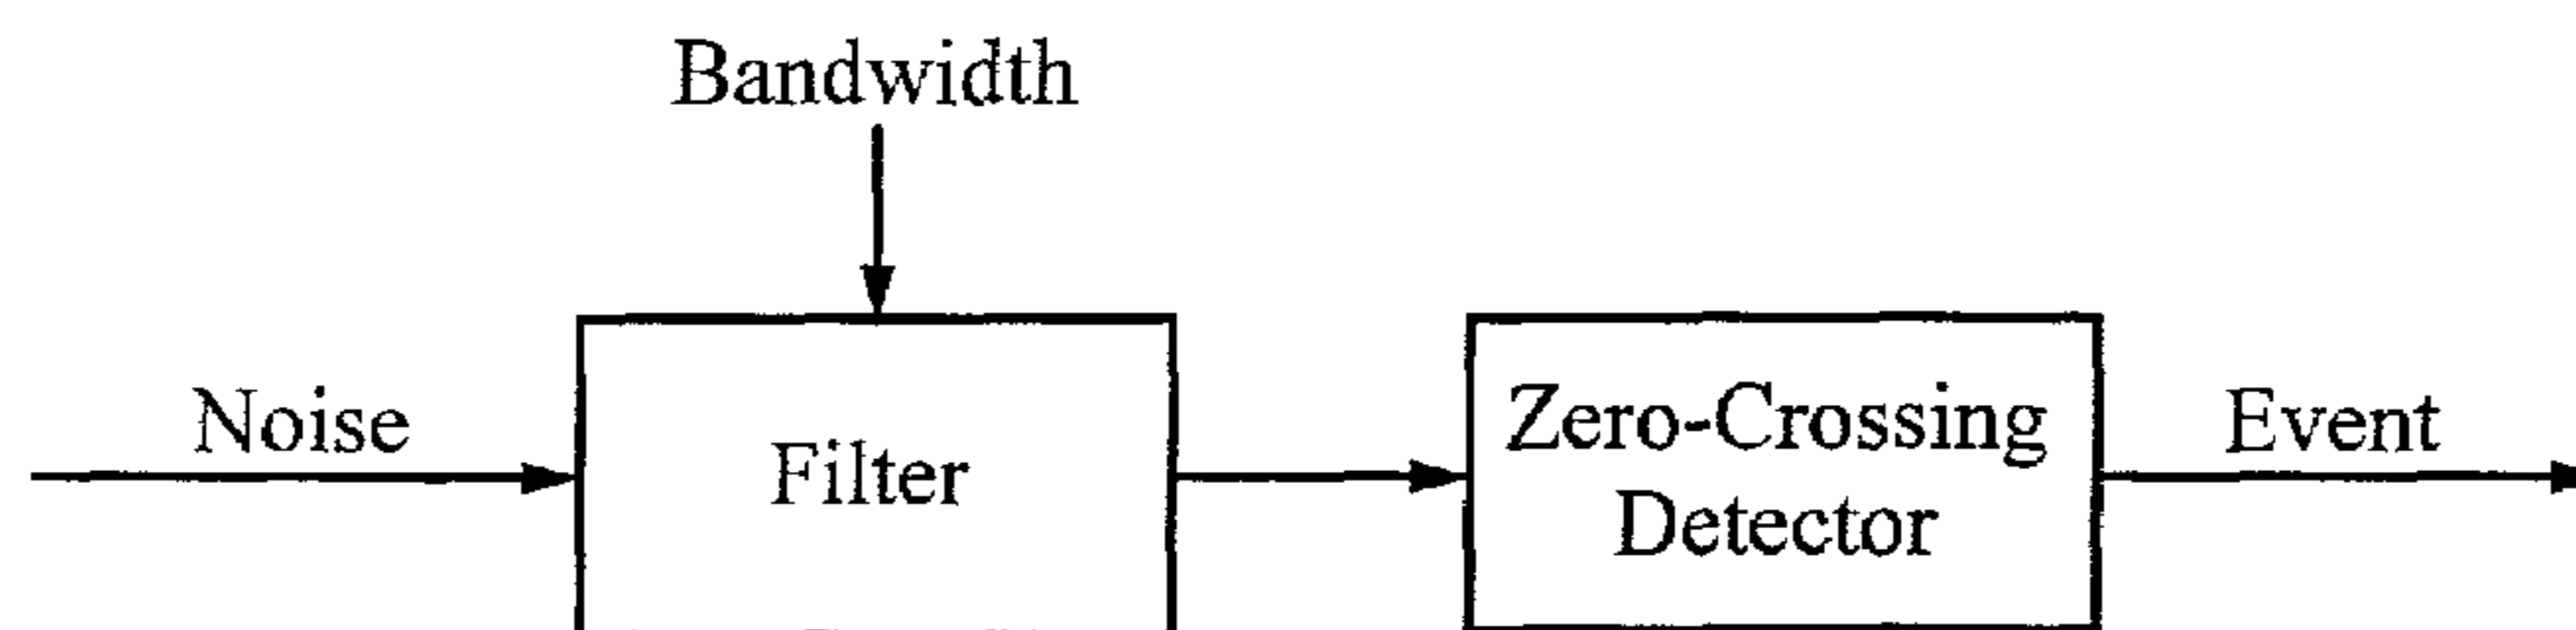 Bandwidth
Noise
Filter
Zero-Crossing
Detector
Event